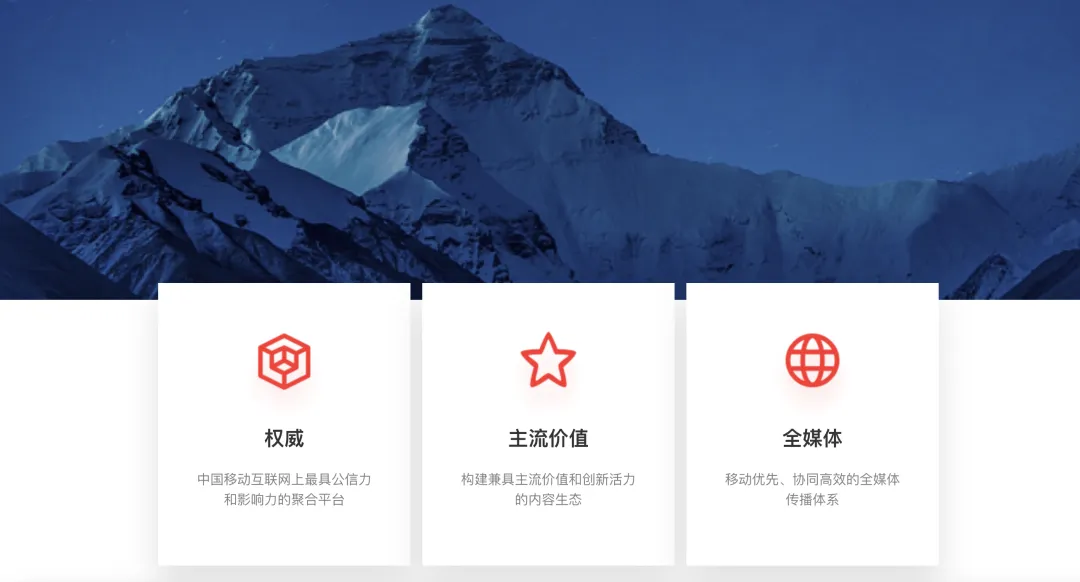 权威
中国移动互联网上最具公信力
和影响力的聚合平台
主流价值
构建兼具主流价值和创新活力
的内容生态
全媒体
移动优先、协同高效的全媒体
传播体系